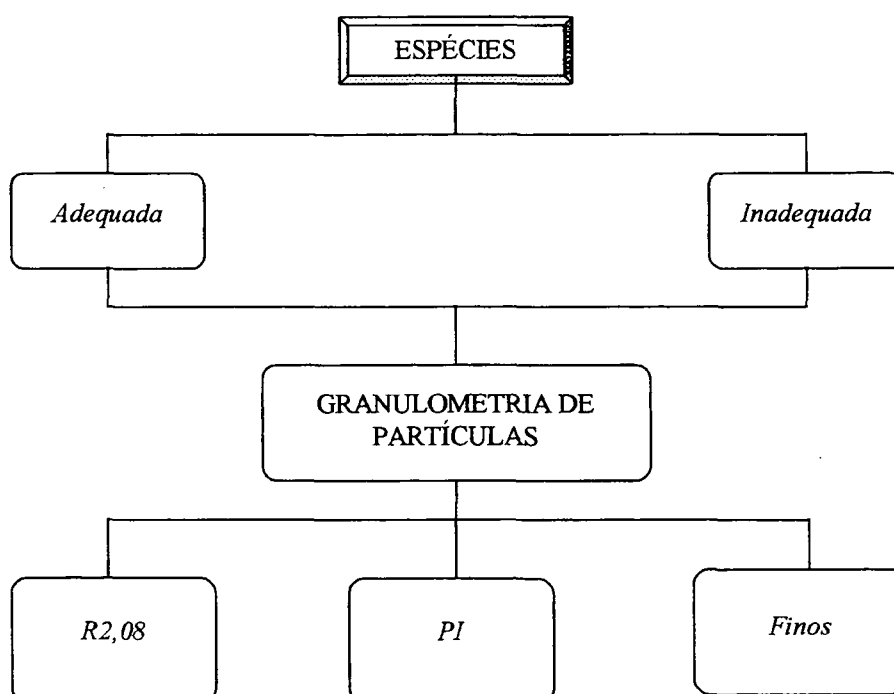 ESPÉCIES
Adequada
Inadequada
GRANULOMETRIA DE
PARTÍCULAS
R2,08
PI
Finos